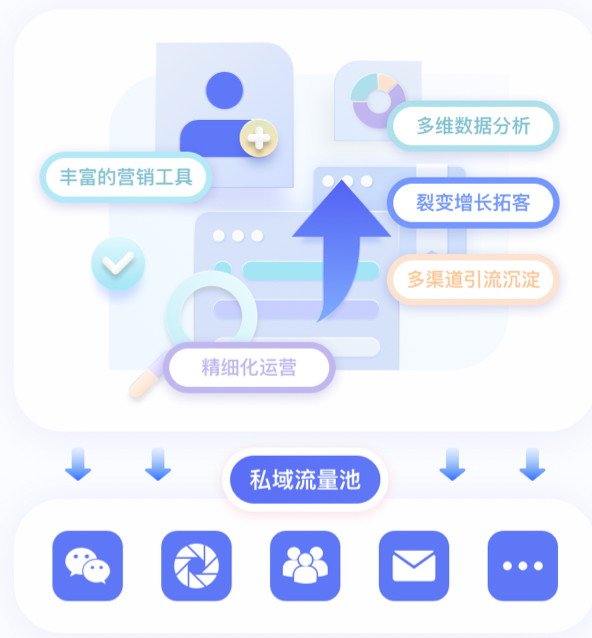 多维数据分析
丰富的营销工具
裂变增长拓客
多渠道引流沉淀
精细化运营
私域流量池